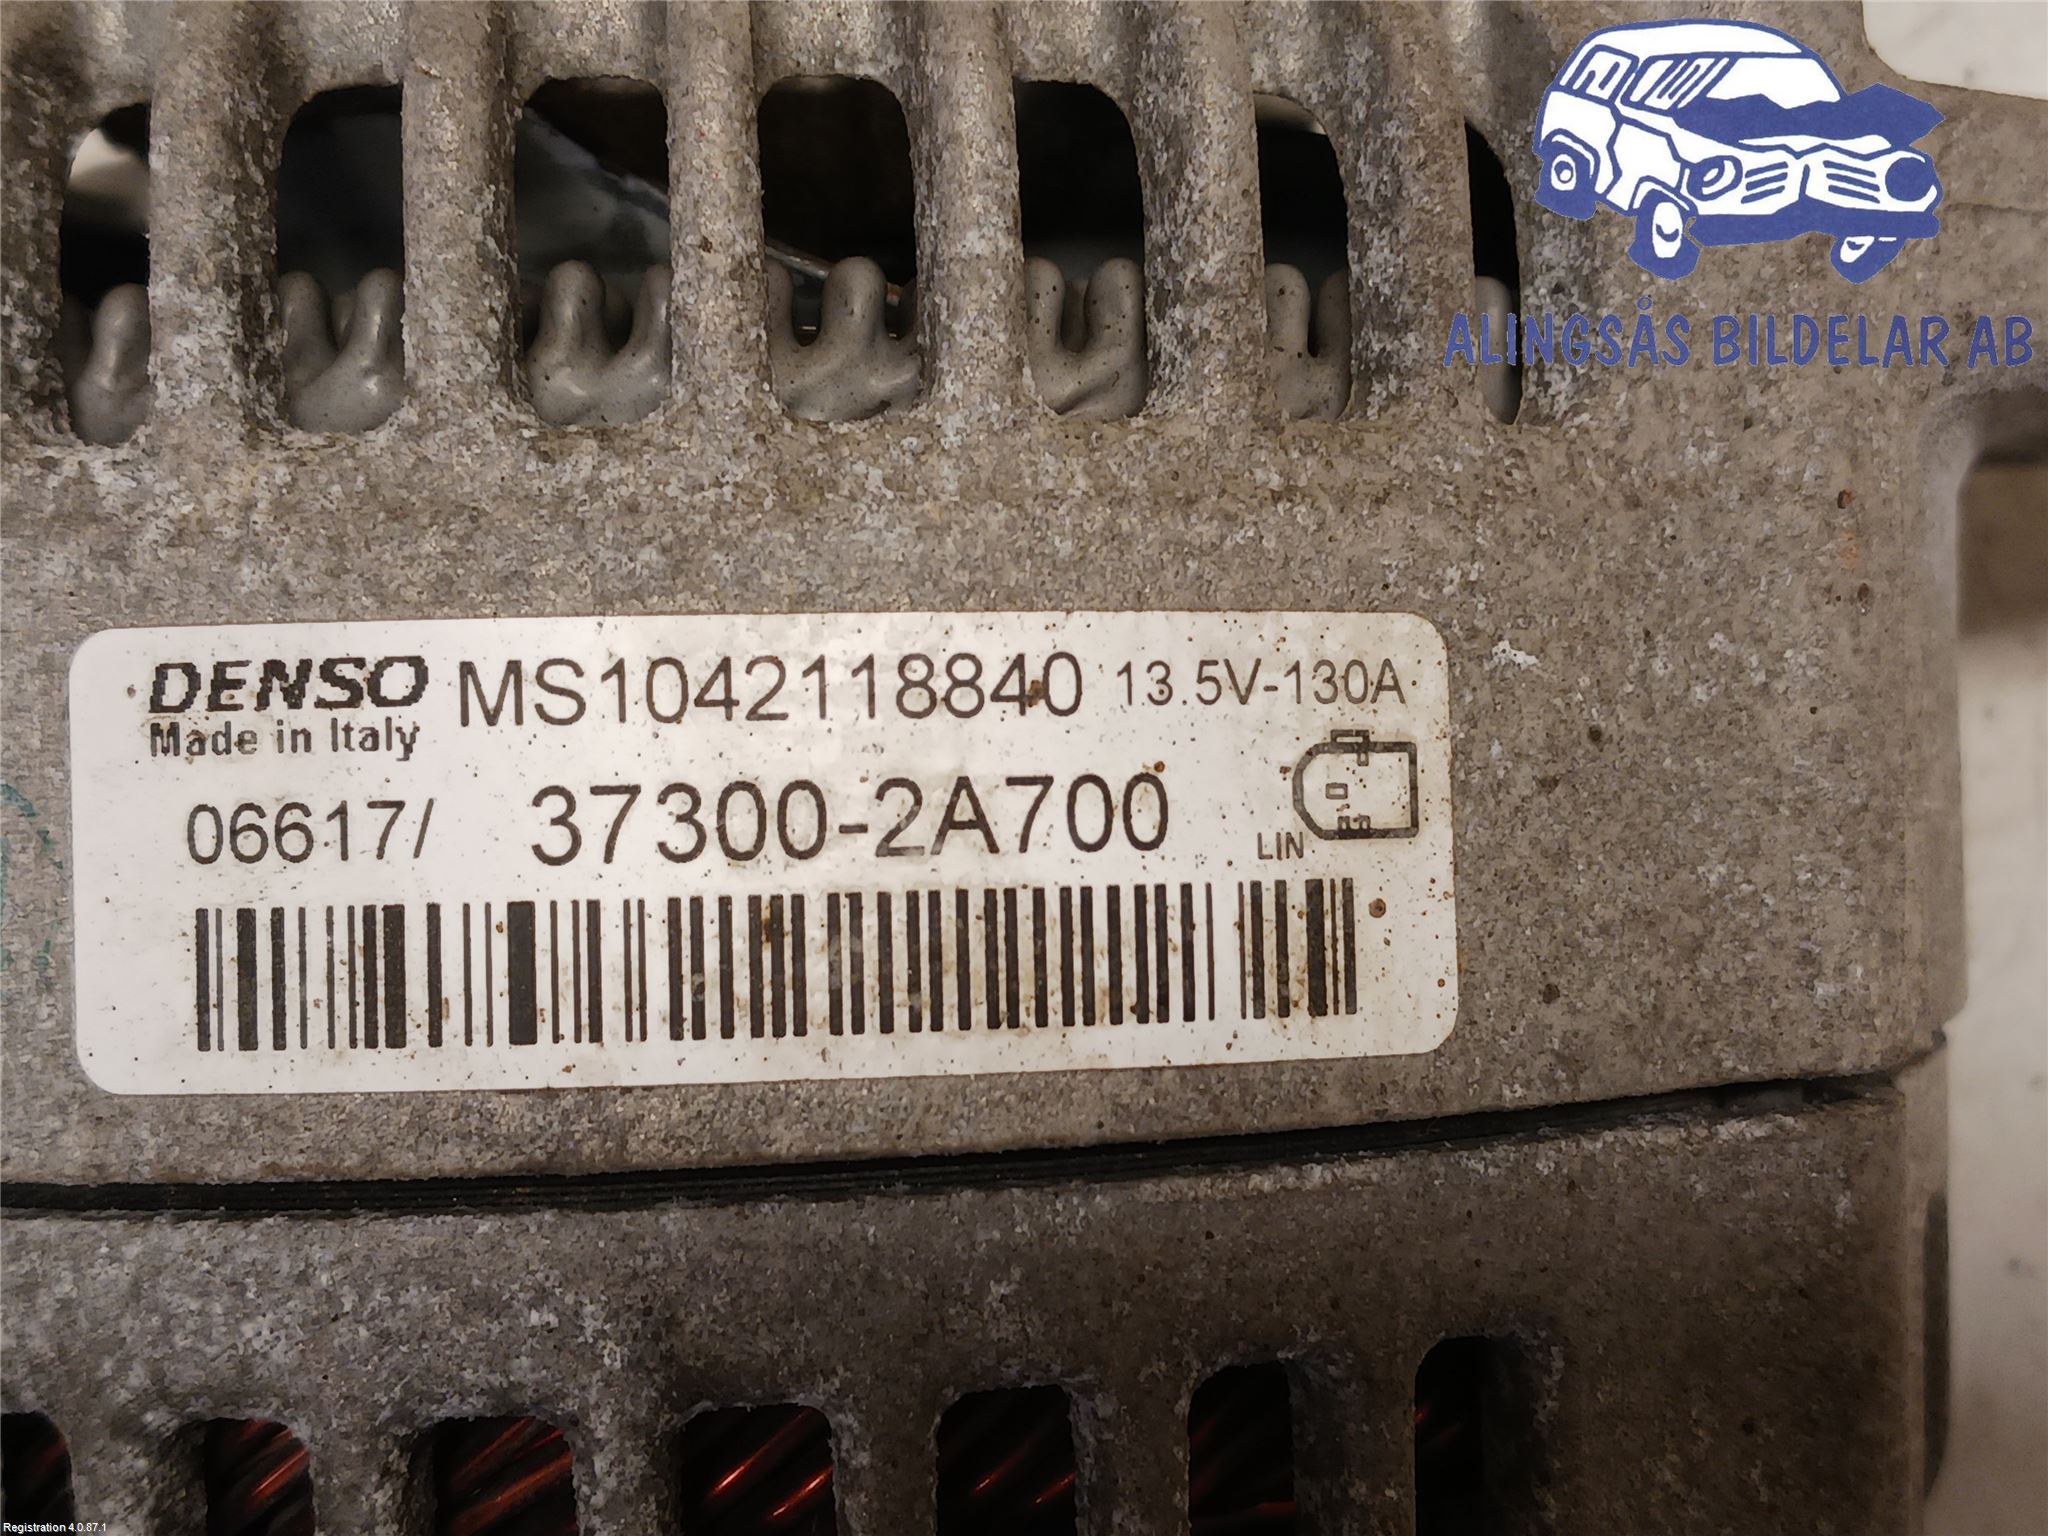 ALINGSÅS BILDELAR AB
DENSO MS1042118840 13.5V-130A
Made in Italy
06617/ 37300-2A700
LIN
Registration 4.0.87.1